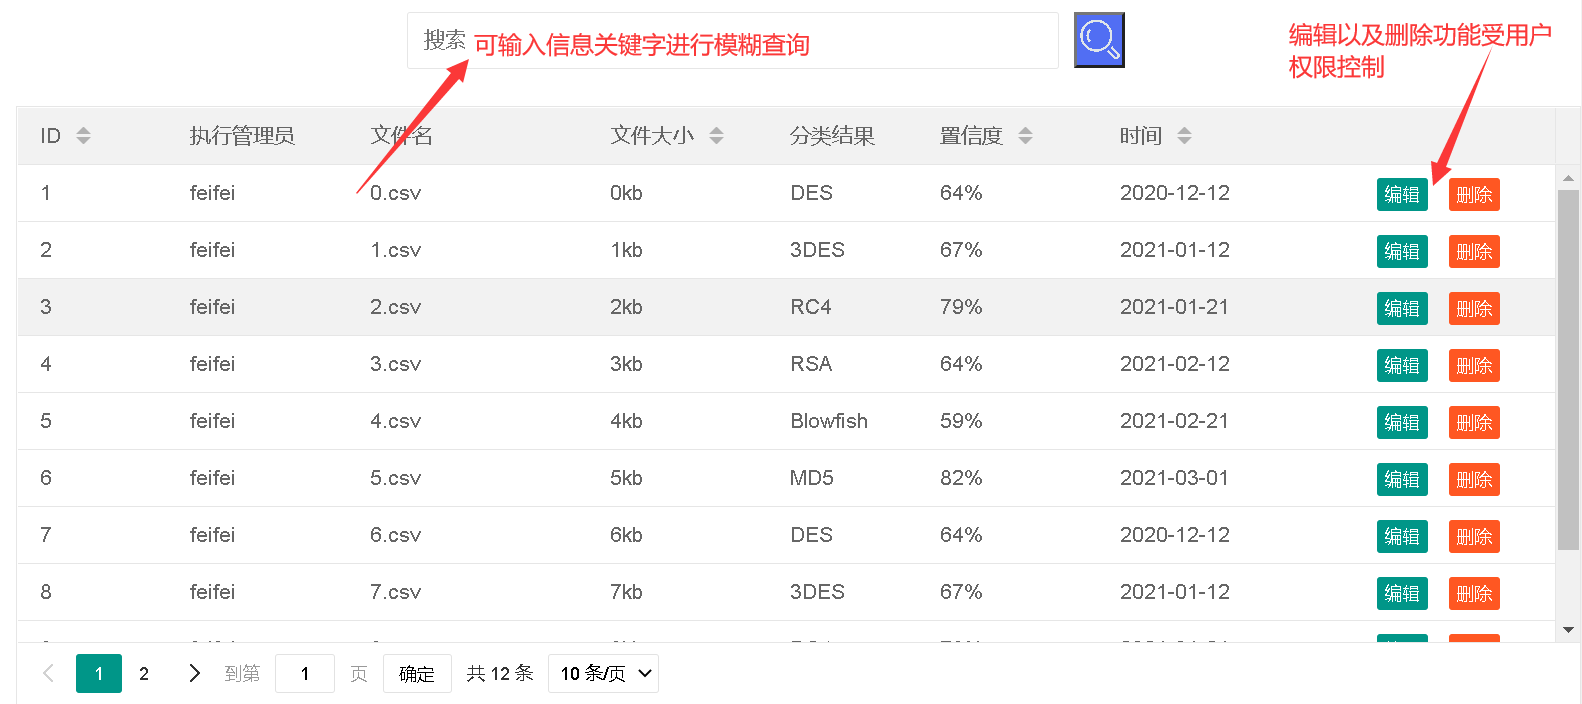 搜索 可输入信息关键字进行模糊查询
编辑以及删除功能受用户
权限控制
ID 执行管理员 文件名 文件大小 分类结果 置信度 时间
1 feifei 0.csv 0kb DES 64% 2020-12-12 编辑 删除
2 feifei 1.csv 1kb 3DES 67% 2021-01-12 编辑 删除
3 feifei 2.csv 2kb RC4 79% 2021-01-21 编辑 删除
4 feifei 3.csv 3kb RSA 64% 2021-02-12 编辑 删除
5 feifei 4.csv 4kb Blowfish 59% 2021-02-21 编辑 删除
6 feifei 5.csv 5kb MD5 82% 2021-03-01 编辑 删除
7 feifei 6.csv 6kb DES 64% 2020-12-12 编辑 删除
8 feifei 7.csv 7kb 3DES 67% 2021-01-12 编辑 删除
1 2 到第 1 页 确定 共 12 条 10 条/页